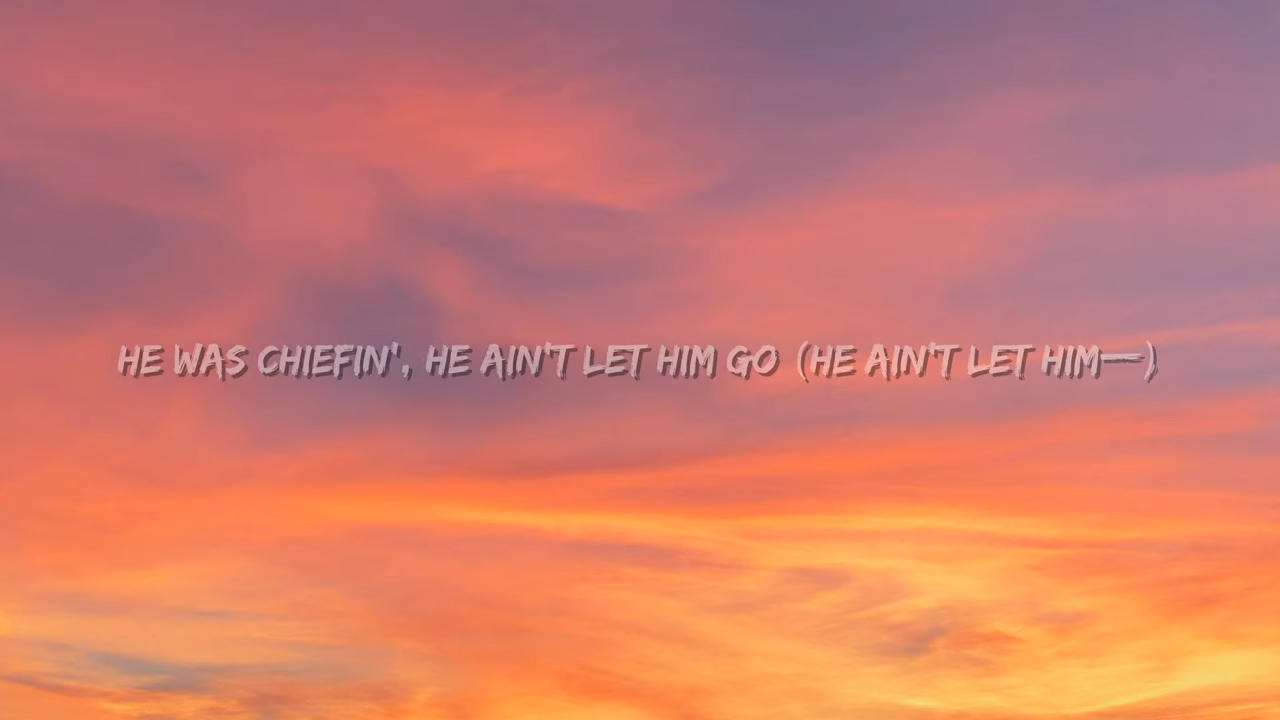 HE WAS CHIEFIN', HE AIN'T LET HIM GO (HE AIN'T LET HIM—)